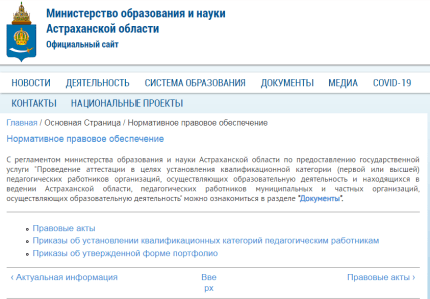 Министерство образования и науки
Астраханской области
Официальный сайт
НОВОСТИ ДЕЯТЕЛЬНОСТЬ СИСТЕМА ОБРАЗОВАНИЯ ДОКУМЕНТЫ МЕДИА COVID-19
КОНТАКТЫ НАЦИОНАЛЬНЫЕ ПРОЕКТЫ
Главная / Основная Страница / Нормативное правовое обеспечение
Нормативное правовое обеспечение
С регламентом министерства образования и науки Астраханской области по предоставлению государственной
услуги "Проведение аттестации в целях установления квалификационной категории (первой или высшей)
педагогических работников организаций, осуществляющих образовательную деятельность и находящихся в
ведении Астраханской области, педагогических работников муниципальных и частных организаций,
осуществляющих образовательную деятельность" можно ознакомиться в разделе "Документы".
Правовые акты
Приказы об установлении квалификационных категорий педагогическим работникам
Приказы об утвержденной форме портфолио
‹ Актуальная информация Вве Правовые акты ›
рх